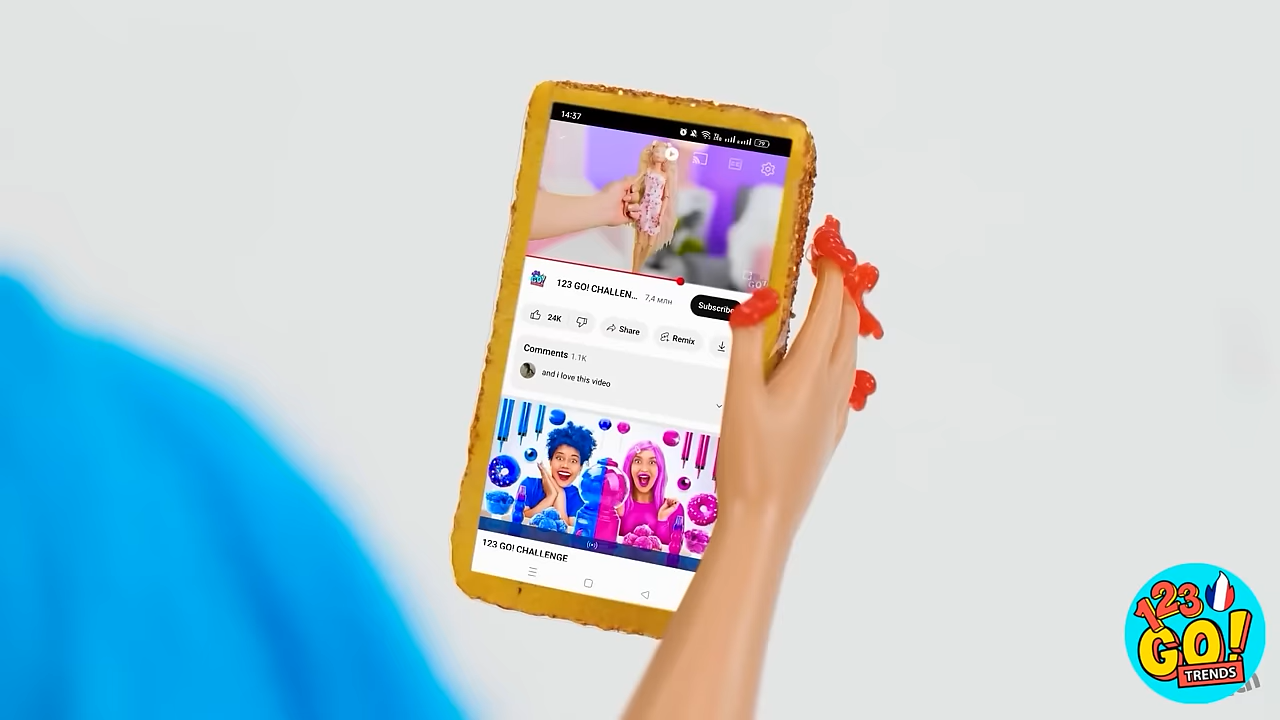 14:37
123 GO! CHALLEN... 7,4 млн
Subscribe
24K
Share
Remix
Comments 1.1K
and i love this video
123 GO! CHALLENGE
123
GO!
TRENDS